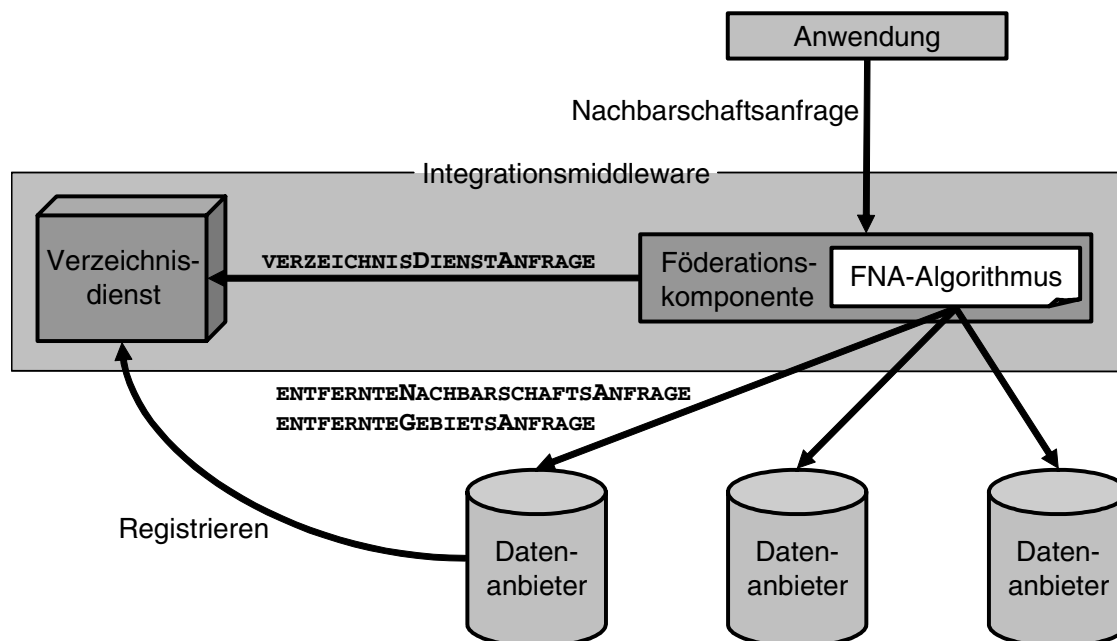 Anwendung
Nachbarschaftsanfrage
Integrationsmiddleware
Verzeichnis-
dienst
VERZEICHNISDIENSTANFRAGE
Föderations-
komponente
FNA-Algorithmus
ENTFERNTENACHBARSCHAFTSANFRAGE
ENTFERNTEGEBIETSANFRAGE
Registrieren
Daten-
anbieter
Daten-
anbieter
Daten-
anbieter